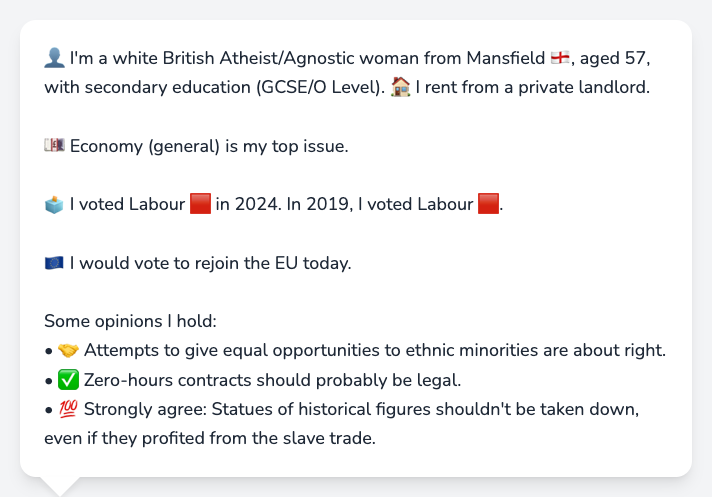 👤 I'm a white British Atheist/Agnostic woman from Mansfield 🏴󠁧󠁢󠁥󠁮󠁧󠁿, aged 57,
with secondary education (GCSE/O Level). 🏠 I rent from a private landlord.
💷 Economy (general) is my top issue.
🗳️ I voted Labour 🟥 in 2024. In 2019, I voted Labour 🟥.
🇪🇺 I would vote to rejoin the EU today.
Some opinions I hold:
• 🤝 Attempts to give equal opportunities to ethnic minorities are about right.
• ✅ Zero-hours contracts should probably be legal.
• 💯 Strongly agree: Statues of historical figures shouldn't be taken down,
even if they profited from the slave trade.